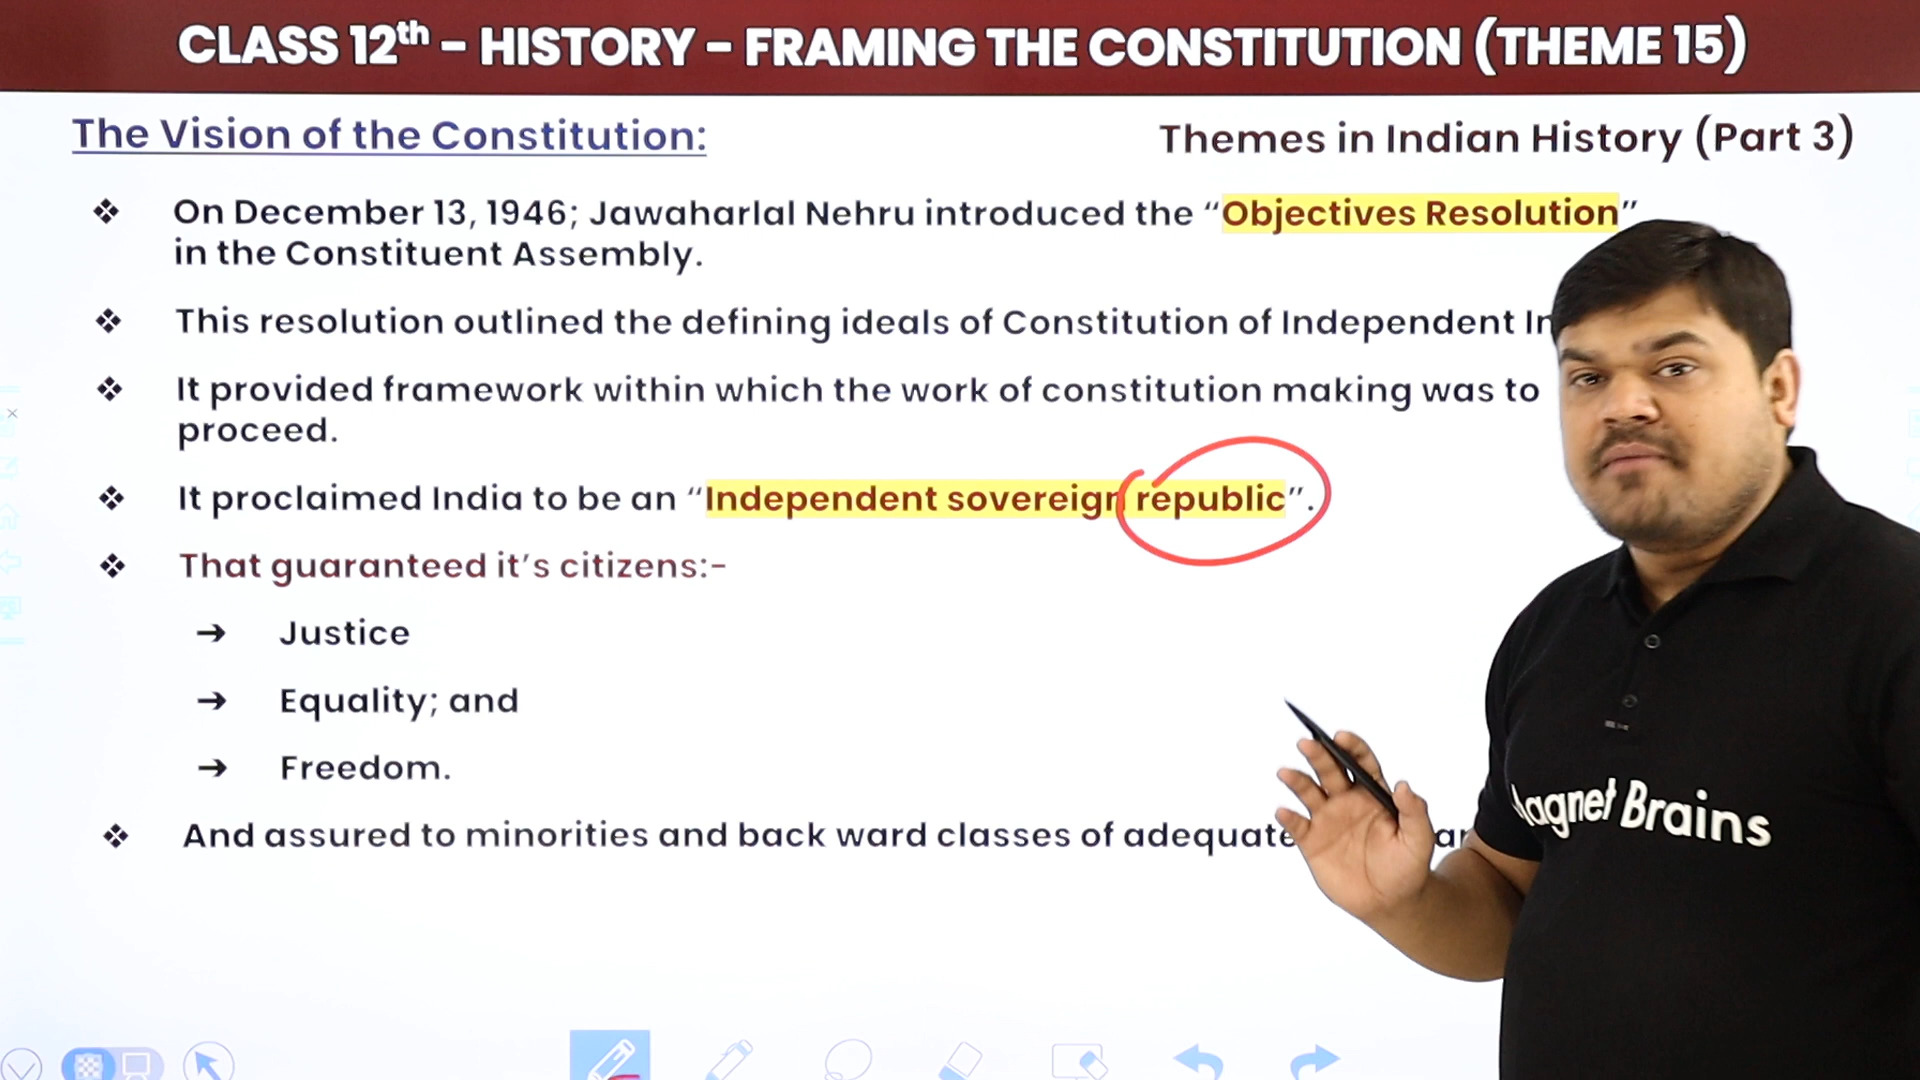 CLASS 12th - HISTORY - FRAMING THE CONSTITUTION (THEME 15)
The Vision of the Constitution:
Themes in Indian History (Part 3)
❖ On December 13, 1946; Jawaharlal Nehru introduced the “Objectives Resolution”
in the Constituent Assembly.
❖ This resolution outlined the defining ideals of Constitution of Independent
❖ It provided framework within which the work of constitution making was to
proceed.
❖ It proclaimed India to be an “Independent sovereign republic”.
❖ That guaranteed it’s citizens:-
➔ Justice
➔ Equality; and
➔ Freedom.
❖ And assured to minorities and back ward classes of adequate
Magnet Brains